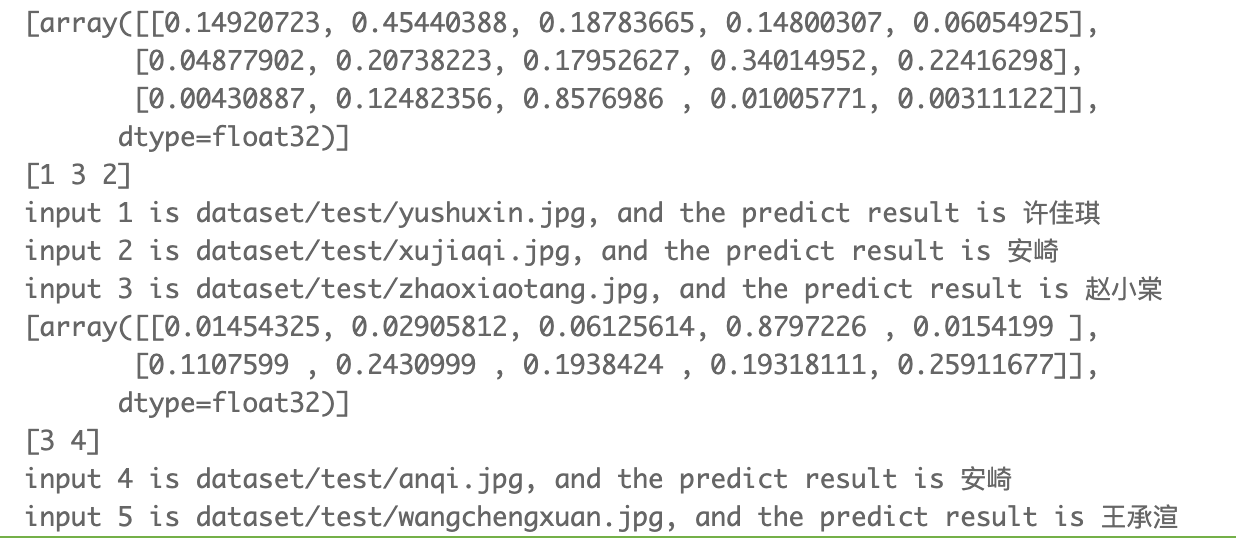 [array([[0.14920723, 0.45440388, 0.18783665, 0.14800307, 0.06054925],
[0.04877902, 0.20738223, 0.17952627, 0.34014952, 0.22416298],
[0.00430887, 0.12482356, 0.8576986 , 0.01005771, 0.00311122]],
dtype=float32)]
[1 3 2]
input 1 is dataset/test/yushuxin.jpg, and the predict result is 许佳琪
input 2 is dataset/test/xujiaqi.jpg, and the predict result is 安崎
input 3 is dataset/test/zhaoxiaotang.jpg, and the predict result is 赵小棠
[array([[0.01454325, 0.02905812, 0.06125614, 0.8797226 , 0.0154199 ],
[0.1107599 , 0.2430999 , 0.1938424 , 0.19318111, 0.25911677]],
dtype=float32)]
[3 4]
input 4 is dataset/test/anqi.jpg, and the predict result is 安崎
input 5 is dataset/test/wangchengxuan.jpg, and the predict result is 王承渲